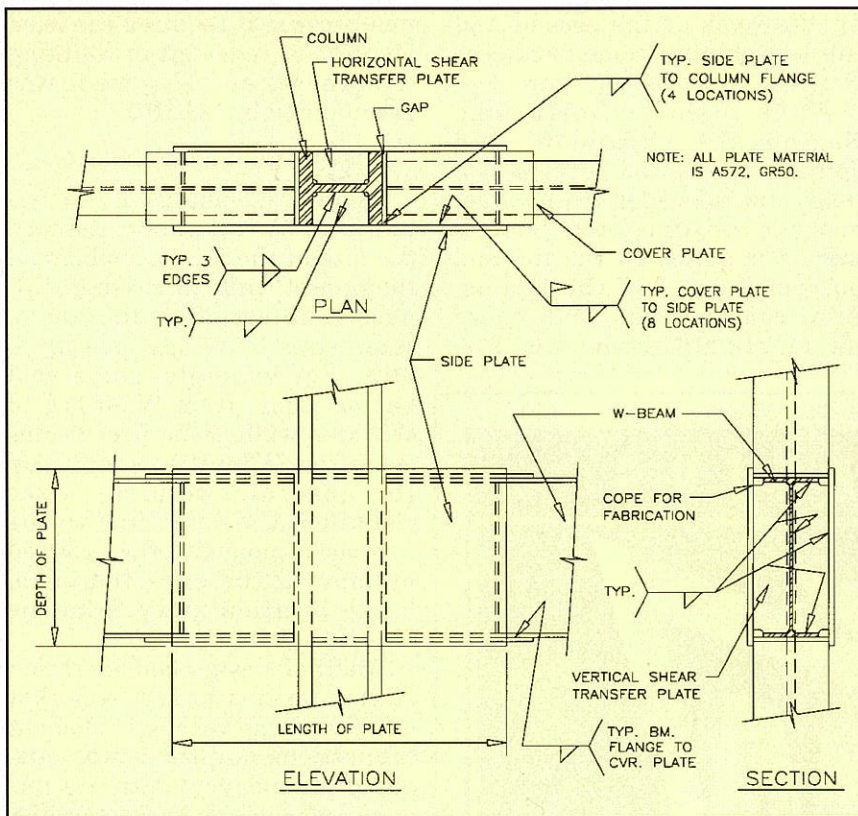 COLUMN
HORIZONTAL SHEAR
TRANSFER PLATE
GAP
TYP. SIDE PLATE
TO COLUMN FLANGE
(4 LOCATIONS)
NOTE: ALL PLATE MATERIAL
IS A572, GR50.
COVER PLATE
TYP. 3
EDGES
PLAN
TYP.
TYP. COVER PLATE
TO SIDE PLATE
(8 LOCATIONS)
SIDE PLATE
W-BEAM
COPE FOR
FABRICATION
DEPTH OF PLATE
TYP.
VERTICAL SHEAR
TRANSFER PLATE
LENGTH OF PLATE
TYP. BM.
FLANGE TO
CVR. PLATE
ELEVATION
SECTION